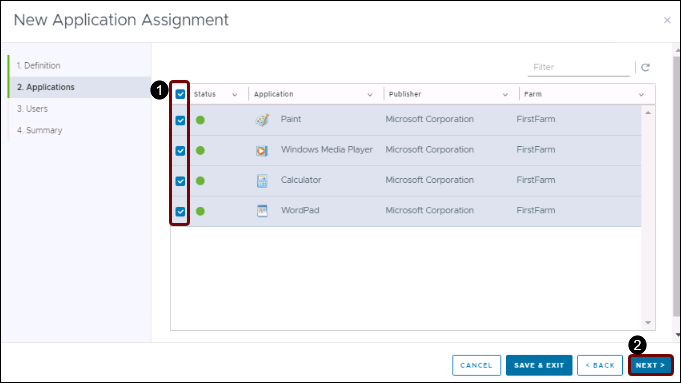 New Application Assignment ×
1. Definition
2. Applications
3. Users
4. Summary
Filter
1
Status Application Publisher Farm
Paint Microsoft Corporation FirstFarm
Windows Media Player Microsoft Corporation FirstFarm
Calculator Microsoft Corporation FirstFarm
WordPad Microsoft Corporation FirstFarm
2
CANCEL SAVE & EXIT < BACK NEXT >